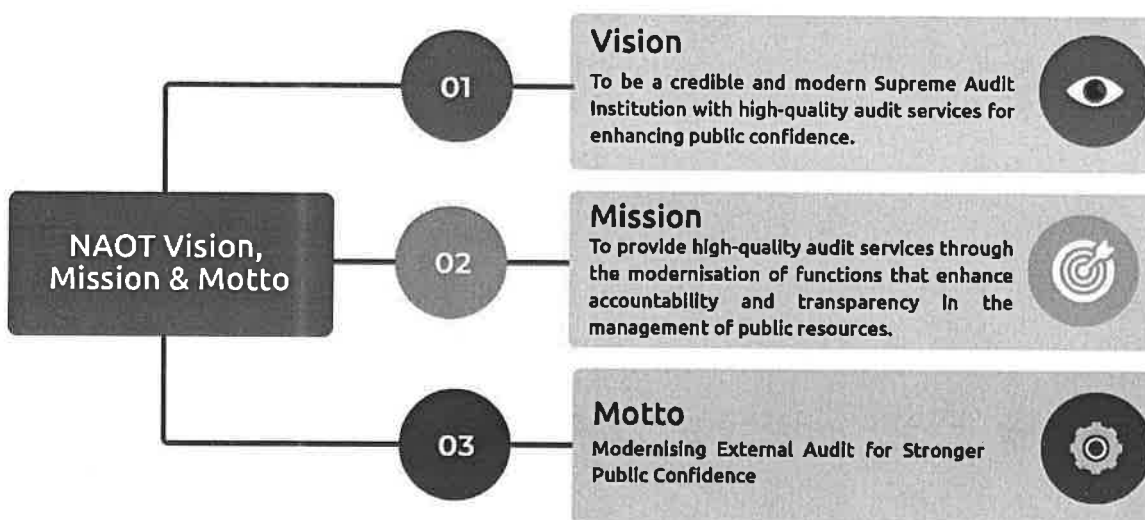 NAOT Vision,
Mission & Motto
01
Vision
To be a credible and modern Supreme Audit
Institution with high-quality audit services for
enhancing public confidence.
02
Mission
To provide high-quality audit services through
the modernisation of functions that enhance
accountability and transparency in the
management of public resources.
03
Motto
Modernising External Audit for Stronger
Public Confidence